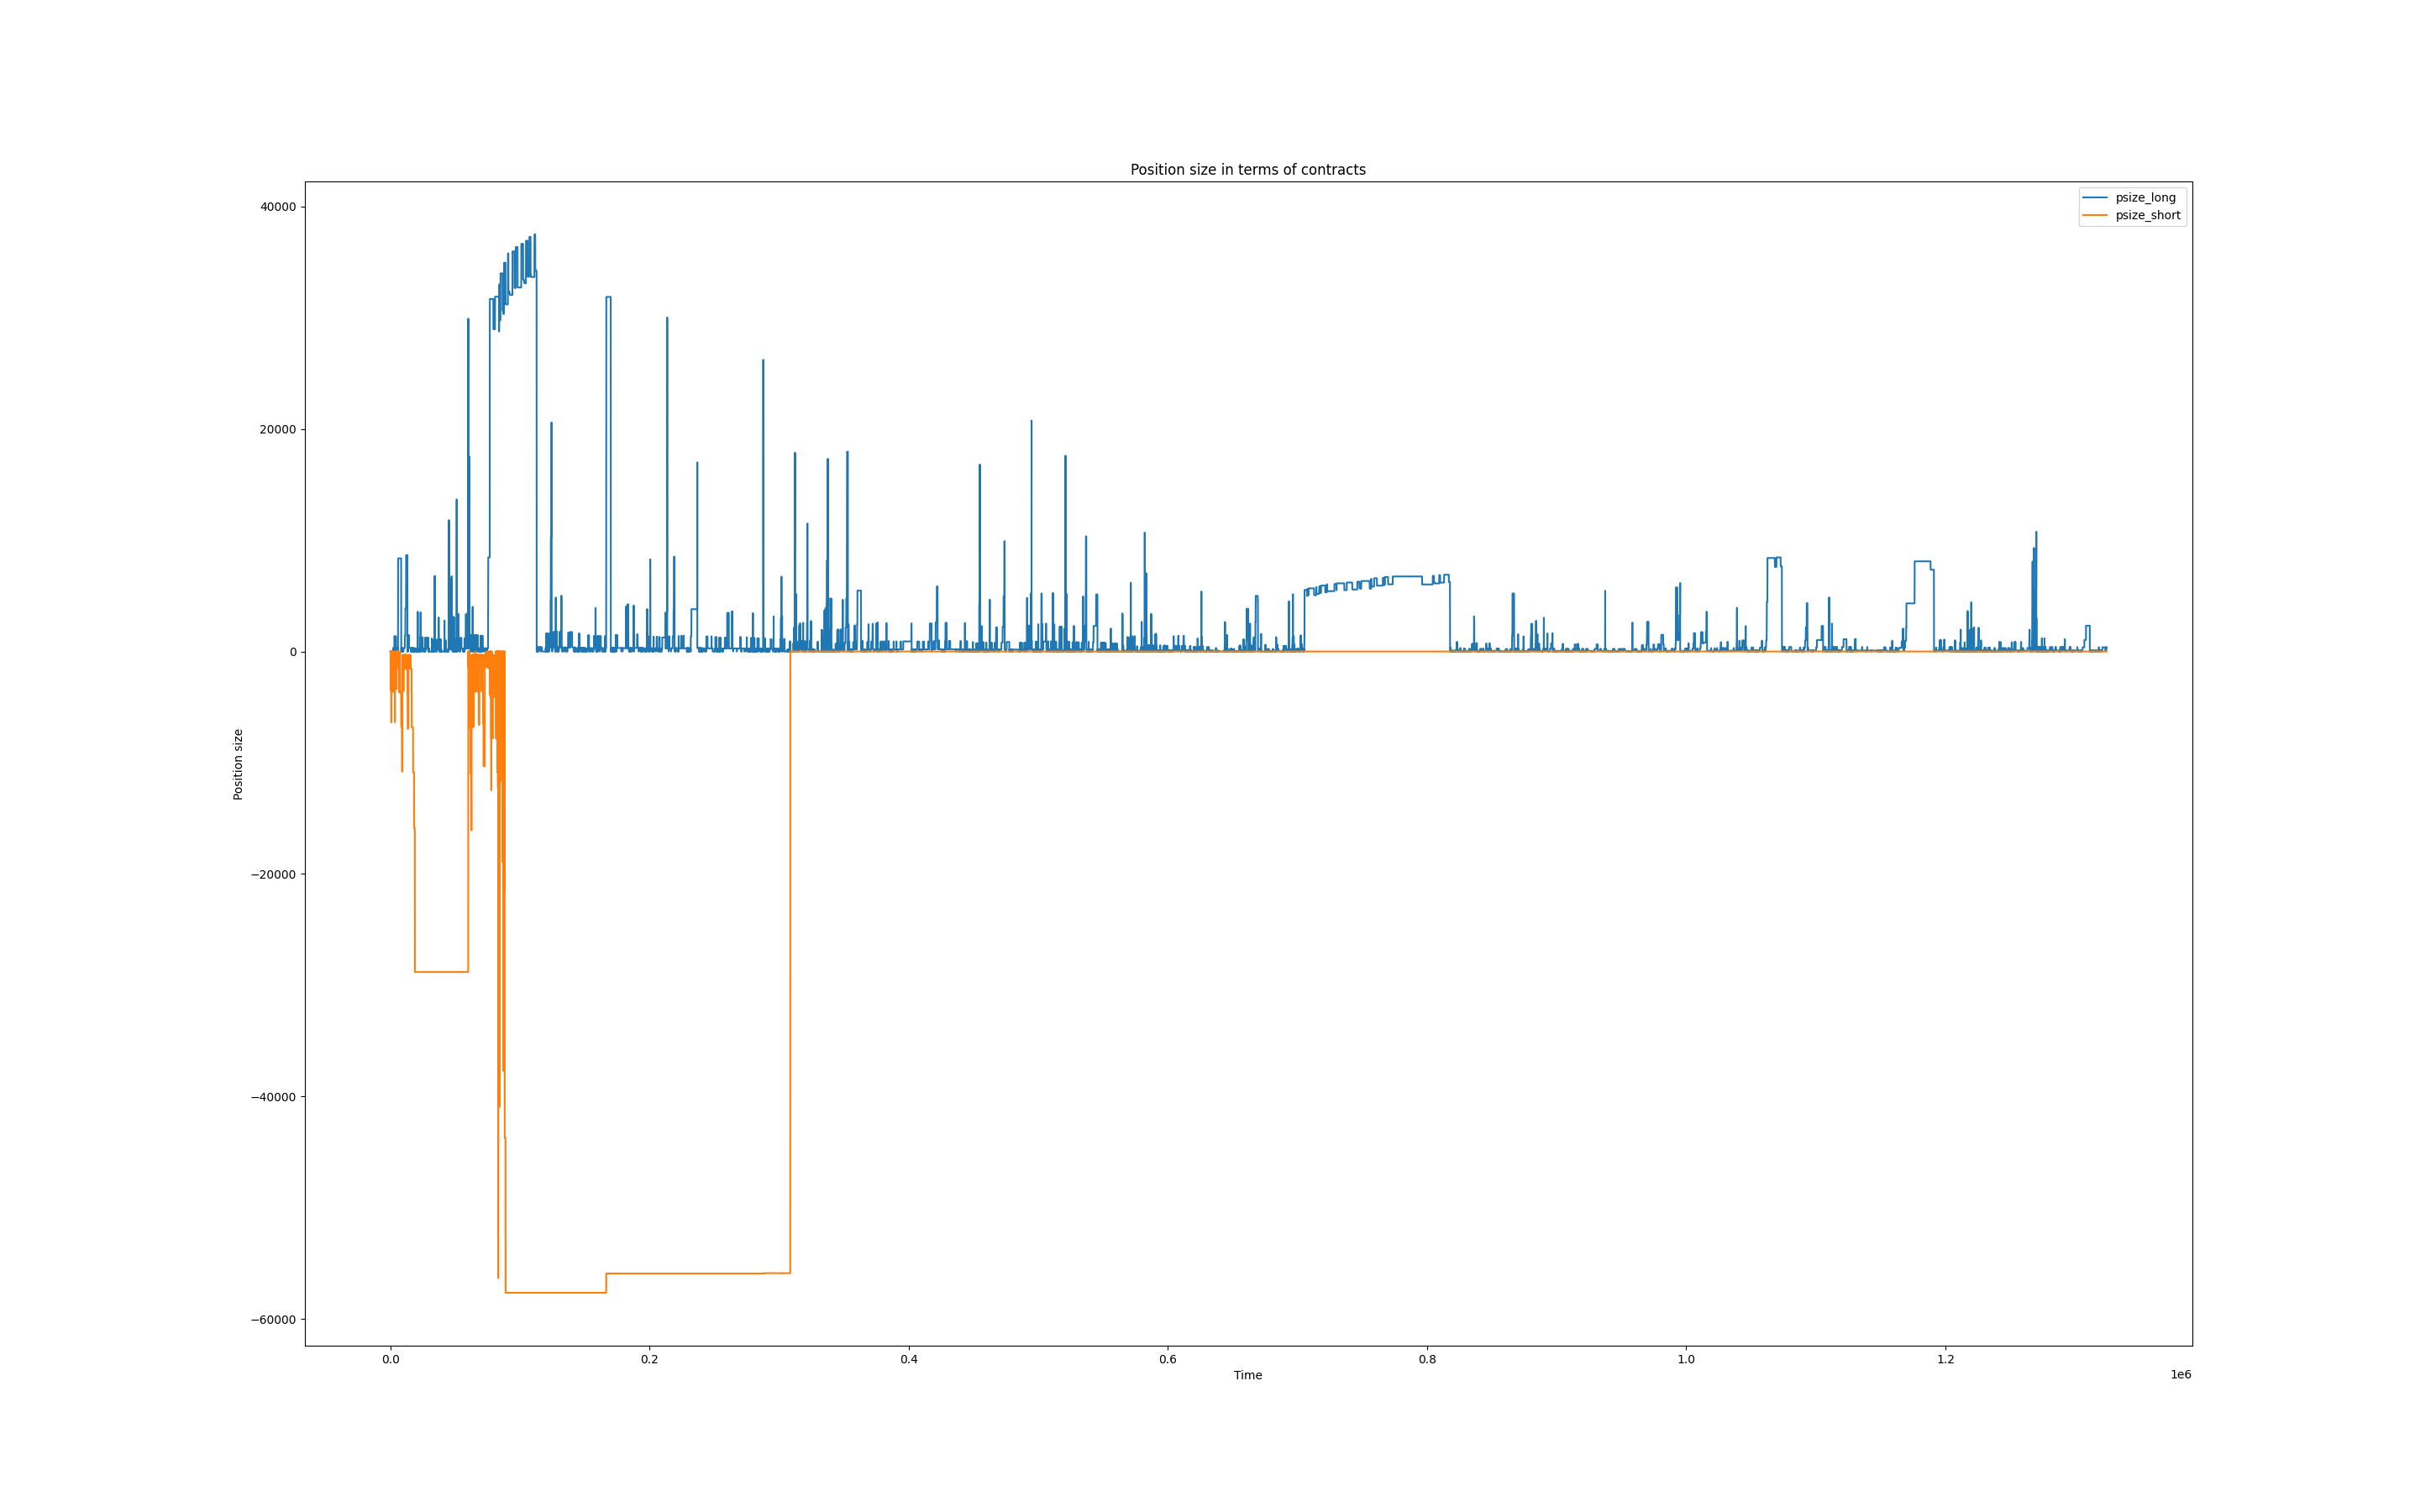 Position size in terms of contracts
psize_long
psize_short
40000
20000
0
−20000
−40000
−60000
Position size
0.0
0.2
0.4
0.6
0.8
1.0
1.2
Time
1e6